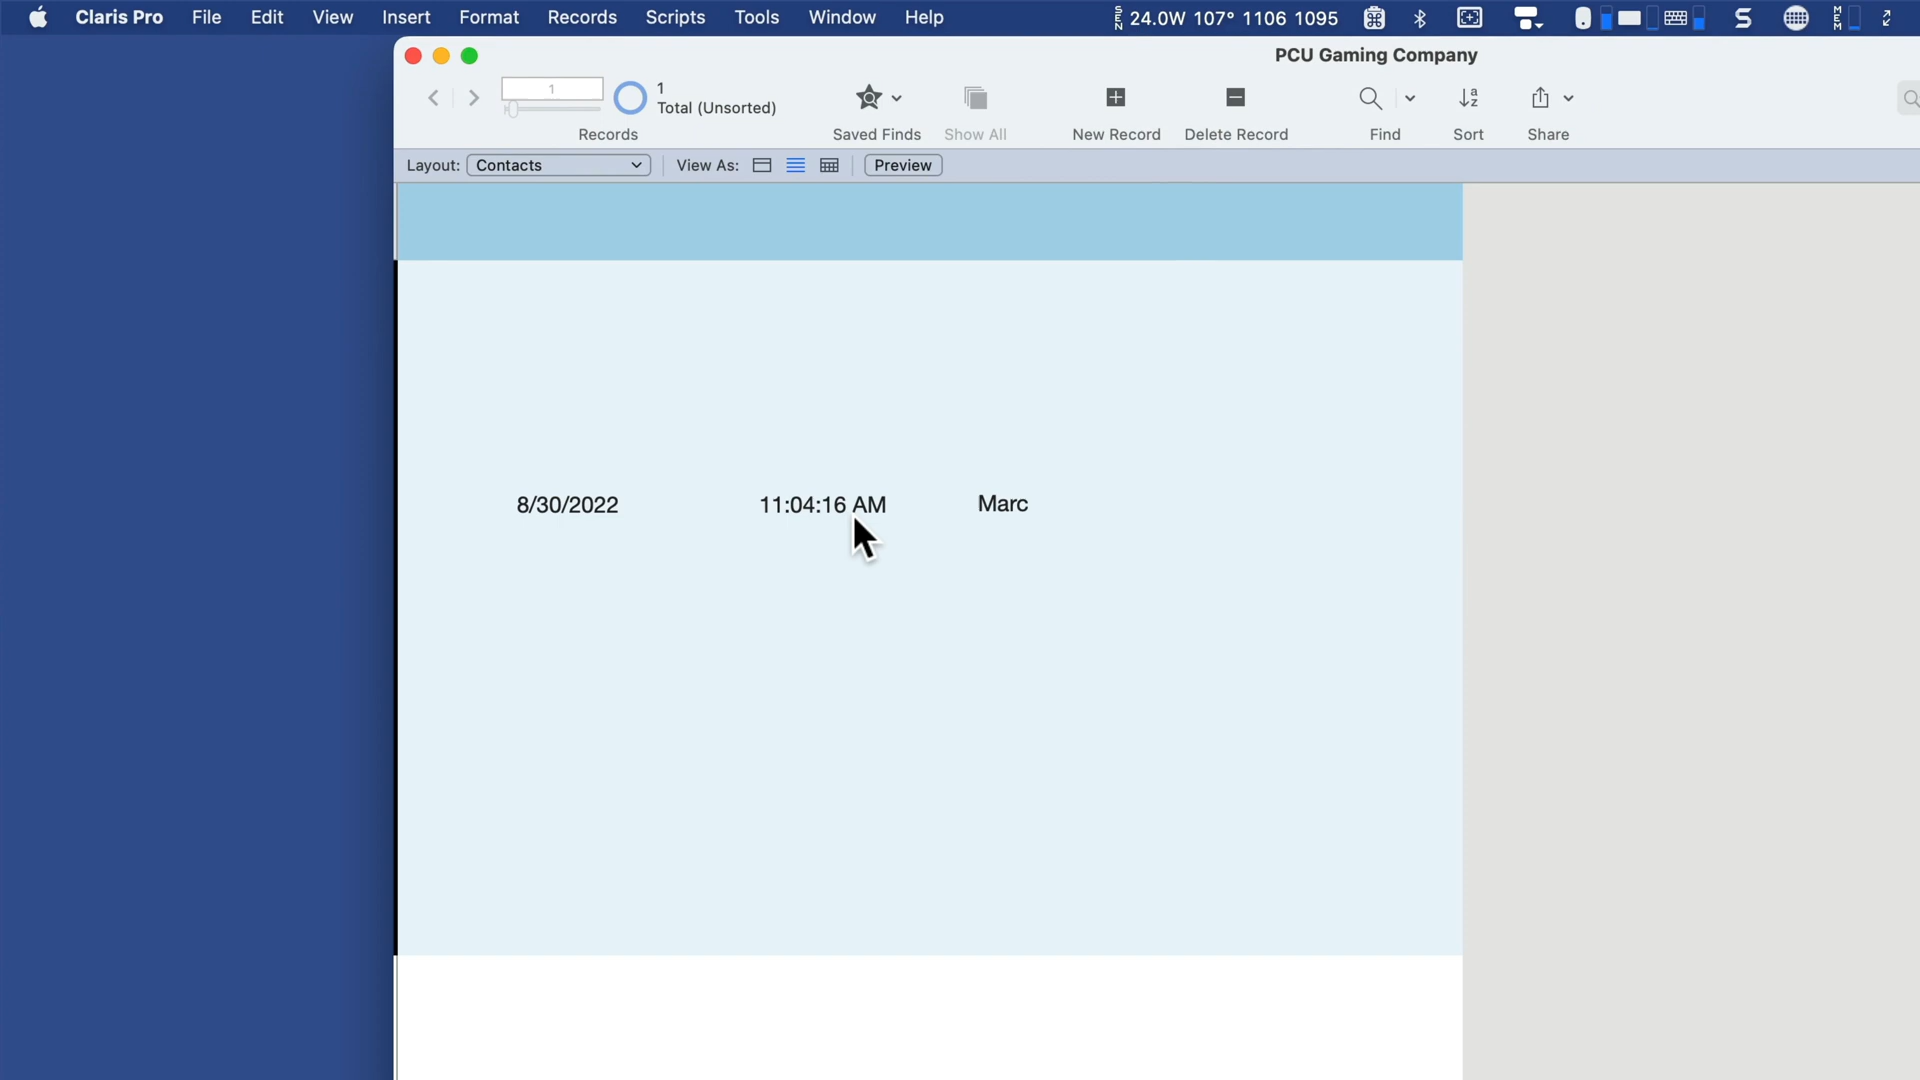 Claris Pro File Edit View Insert Format Records Scripts Tools Window Help SEN 24.0W 107° 1106 1095 S MEM
PCU Gaming Company
1 1
Total (Unsorted)
Records Saved Finds Show All New Record Delete Record Find Sort Share
Layout: Contacts View As: Preview
8/30/2022 11:04:16 AM Marc